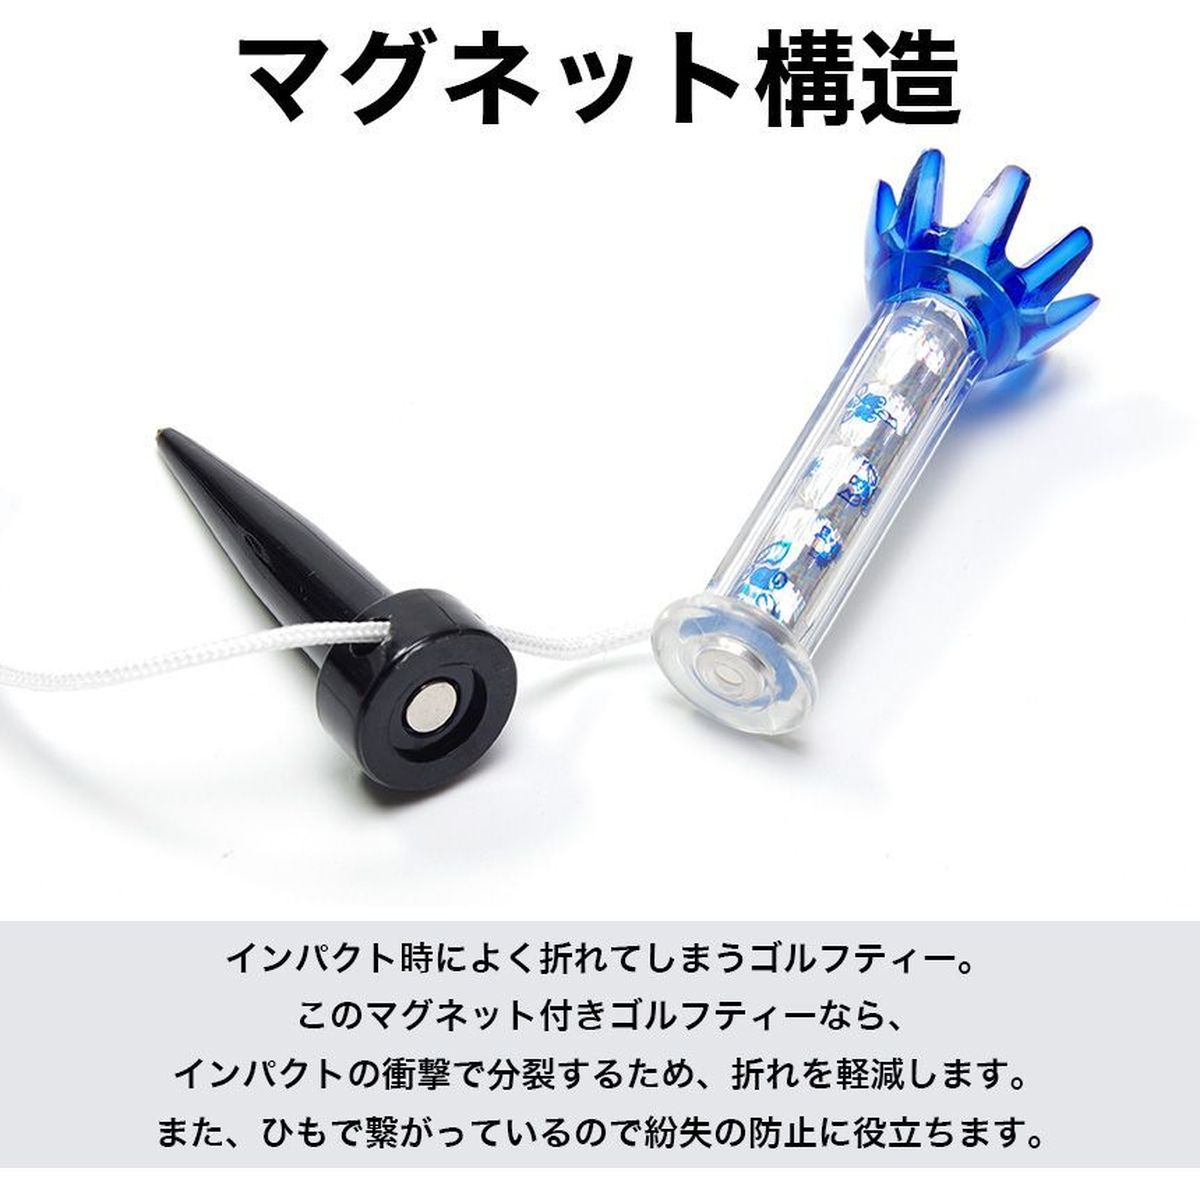 マグネット構造
インパクト時によく折れてしまうゴルフティー。
このマグネット付きゴルフティーなら、
インパクトの衝撃で分裂するため、折れを軽減します。
また、ひもで繋がっているので紛失の防止に役立ちます。